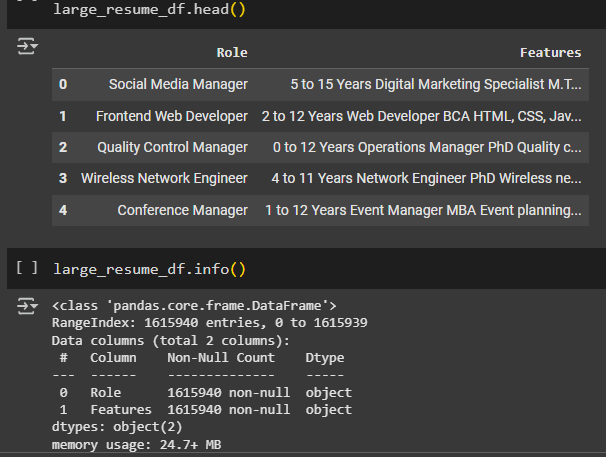 large_resume_df.head()
Role Features
0 Social Media Manager 5 to 15 Years Digital Marketing Specialist M.T...
1 Frontend Web Developer 2 to 12 Years Web Developer BCA HTML, CSS, Jav...
2 Quality Control Manager 0 to 12 Years Operations Manager PhD Quality c...
3 Wireless Network Engineer 4 to 11 Years Network Engineer PhD Wireless ne...
4 Conference Manager 1 to 12 Years Event Manager MBA Event planning...
[ ] large_resume_df.info()
<class 'pandas.core.frame.DataFrame'>
RangeIndex: 1615940 entries, 0 to 1615939
Data columns (total 2 columns):
# Column Non-Null Count Dtype
--- ------ -------------- -----
0 Role 1615940 non-null object
1 Features 1615940 non-null object
dtypes: object(2)
memory usage: 24.7+ MB